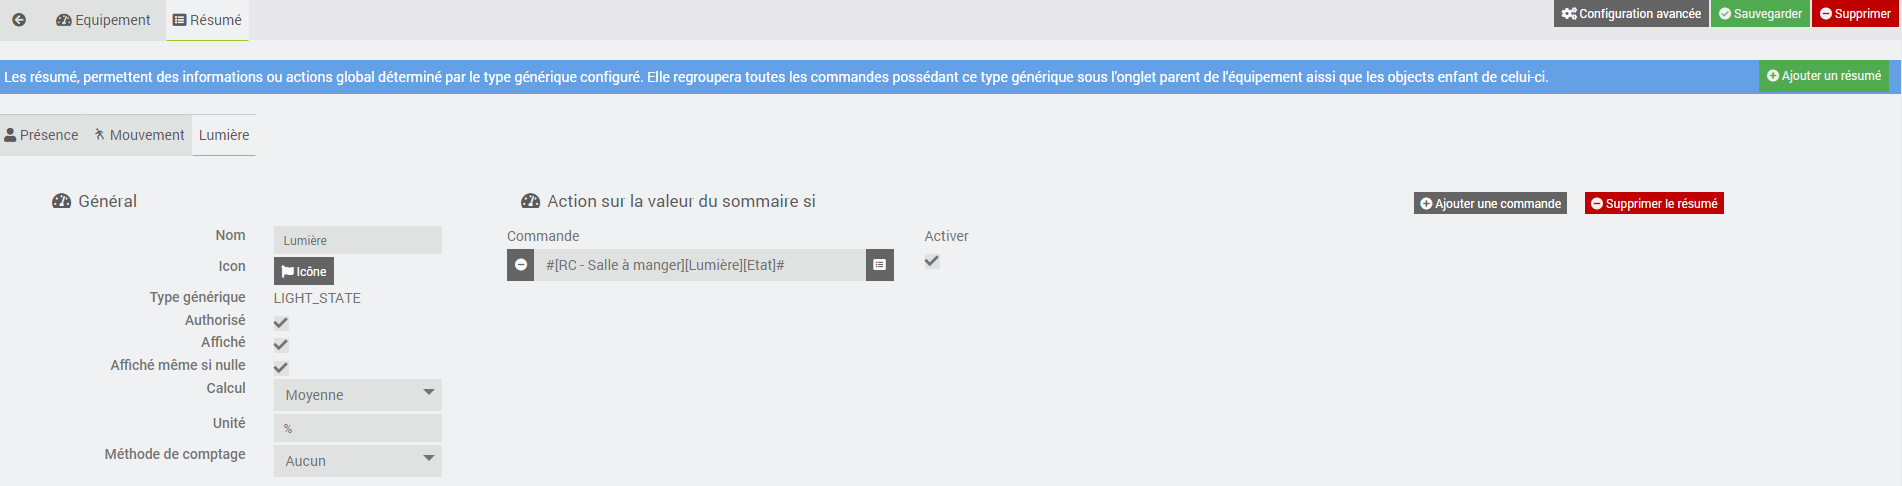 Equipement
Résumé
Configuration avancée
Sauvegarder
Supprimer
Les résumé, permettent des informations ou actions global déterminé par le type générique configuré. Elle regroupera toutes les commandes possédant ce type générique sous l'onglet parent de l'équipement aissi que les objects enfant de celui-ci.
Ajouter un résumé
Présence
Mouvement
Lumière
Général
Nom
Lumière
Icon
Icône
Type générique
LIGHT_STATE
Authorisé
Affiché
Affiché même si nulle
Calcul
Moyenne
Unité
%
Méthode de comptage
Aucun
Action sur la valeur du sommaire si
Ajouter une commande
Supprimer le résumé
Commande
Activer
#[RC - Salle à manger][Lumière][Etat]#